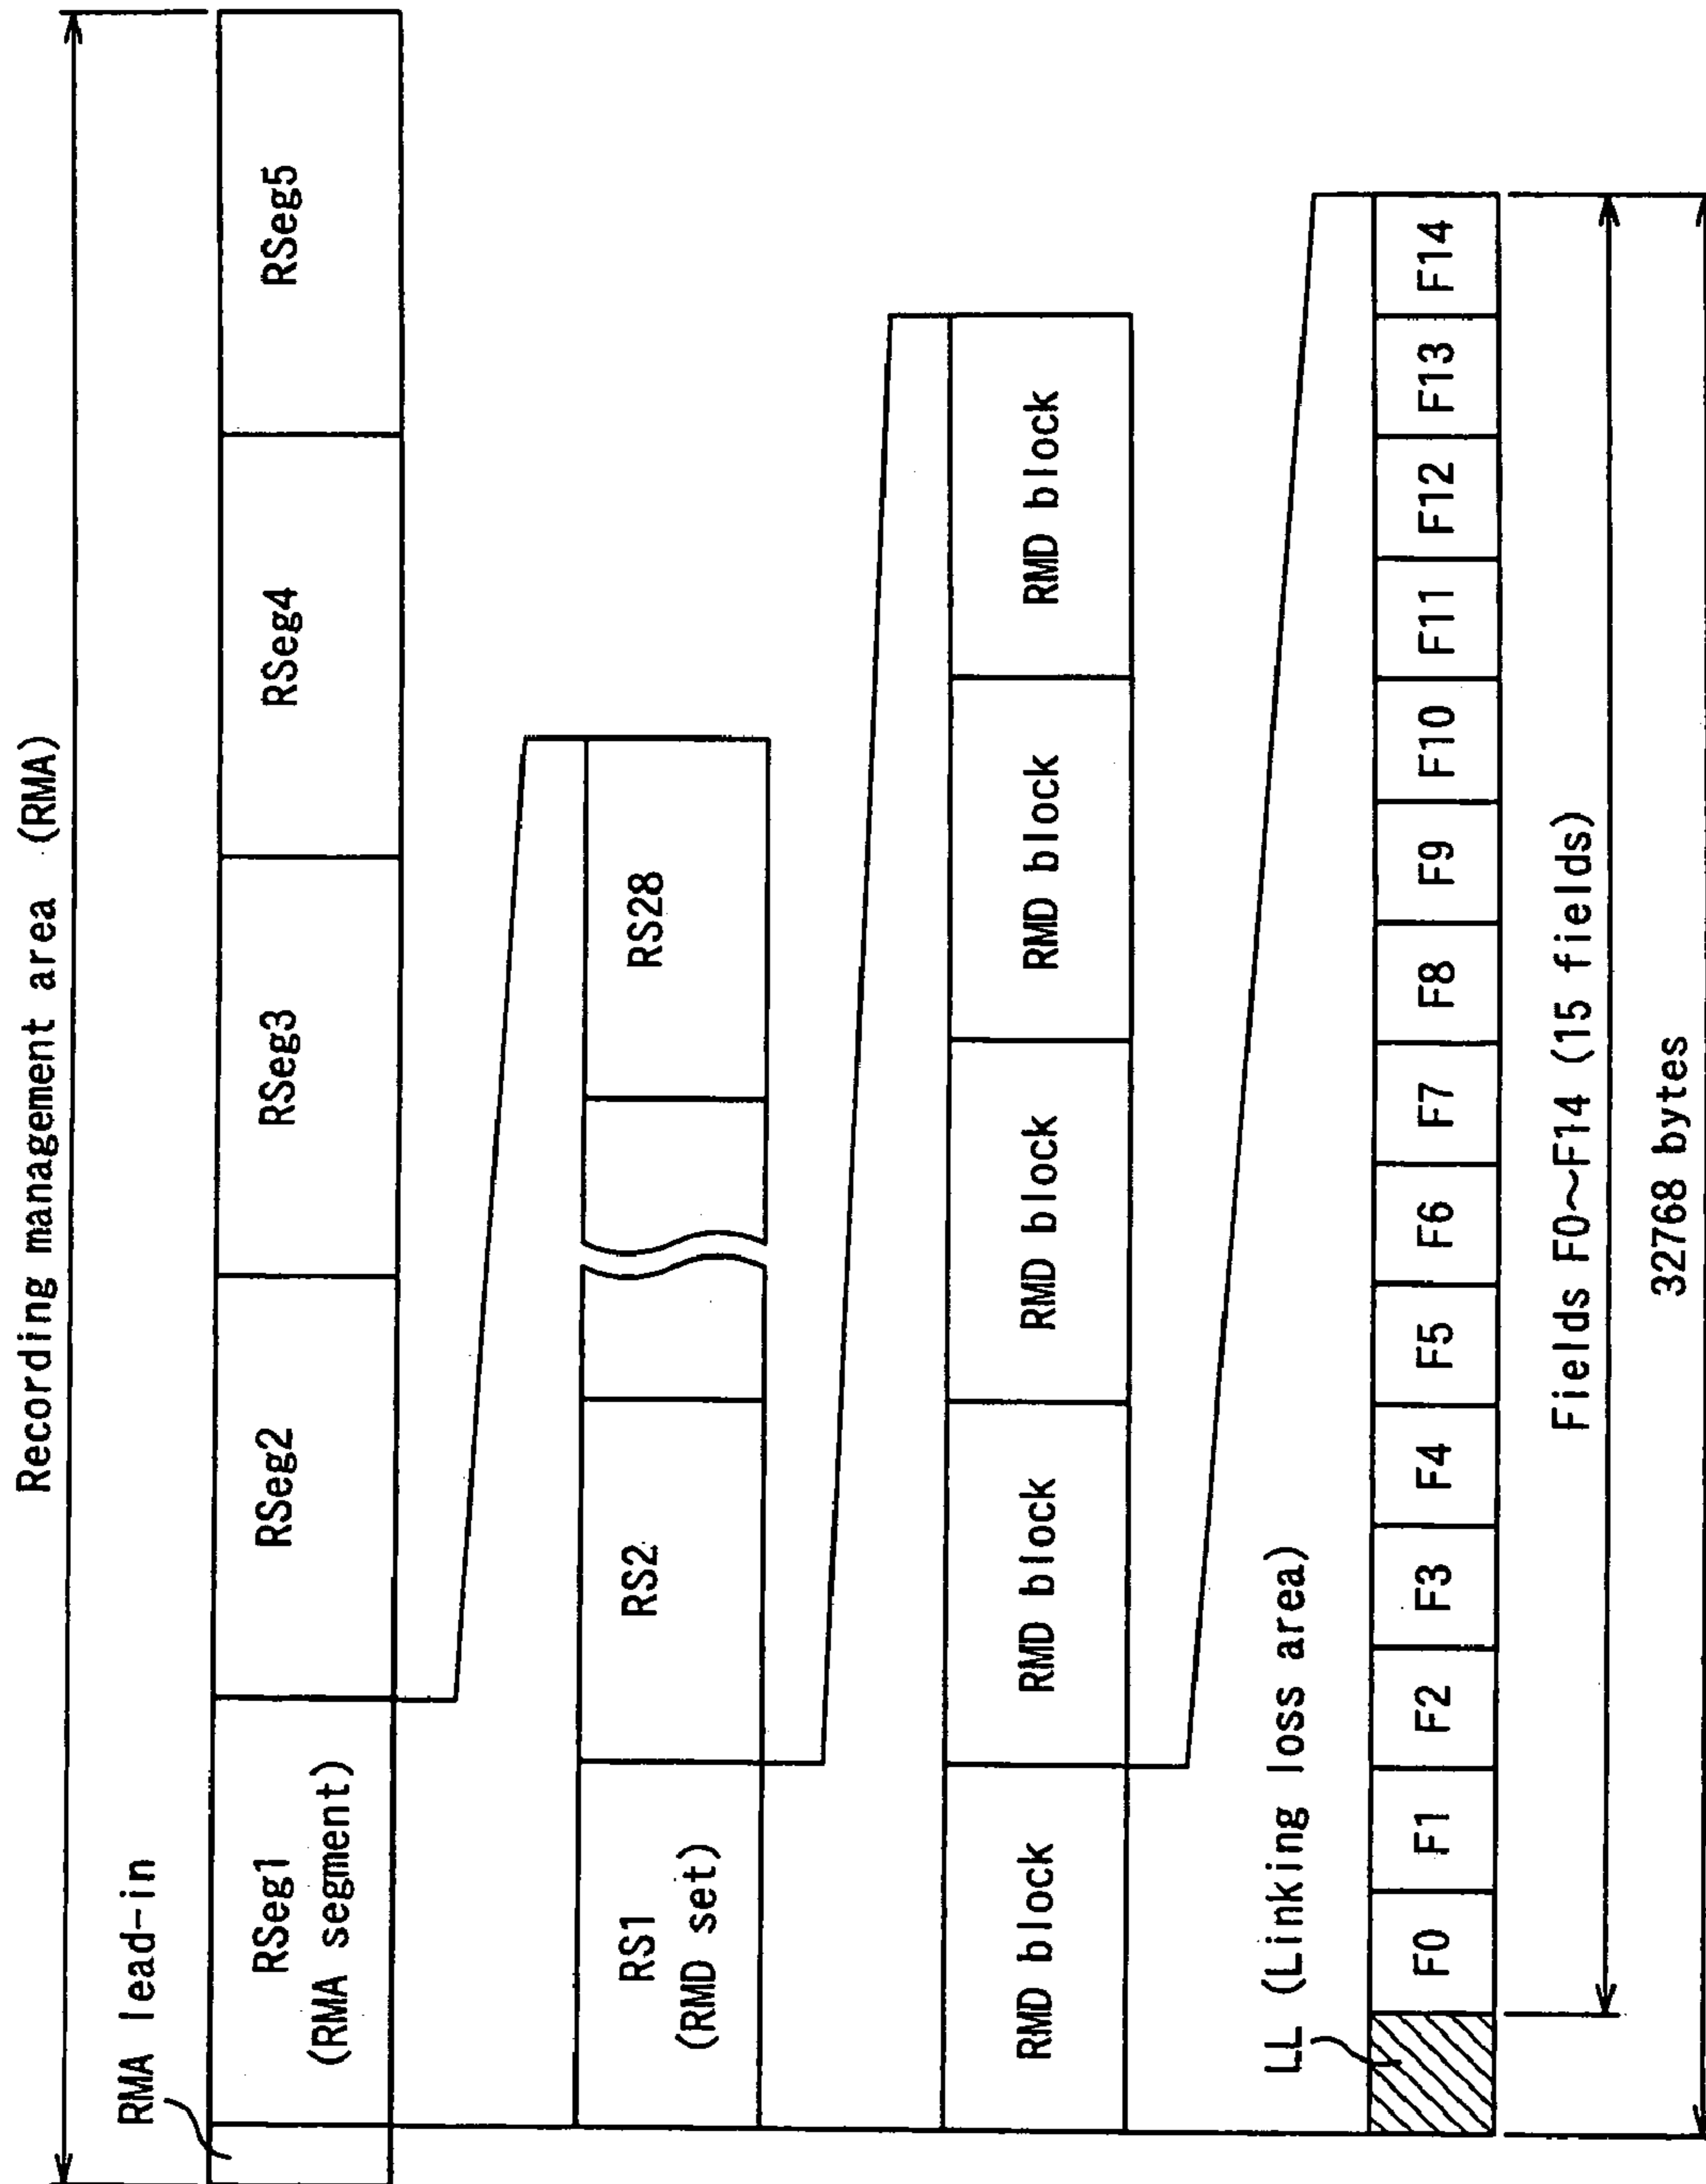 Recording management area (RMA)
RMA lead-in
RSeg1
(RMA segment)
RSeg2
RSeg3
RSeg4
RSeg5
RS1
(RMD set)
RS2
RS28
RMD block
RMD block
RMD block
RMD block
RMD block
LL (Linking loss area)
F0
F1
F2
F3
F4
F5
F6
F7
F8
F9
F10
F11
F12
F13
F14
Fields F0~F14 (15 fields)
32768 bytes